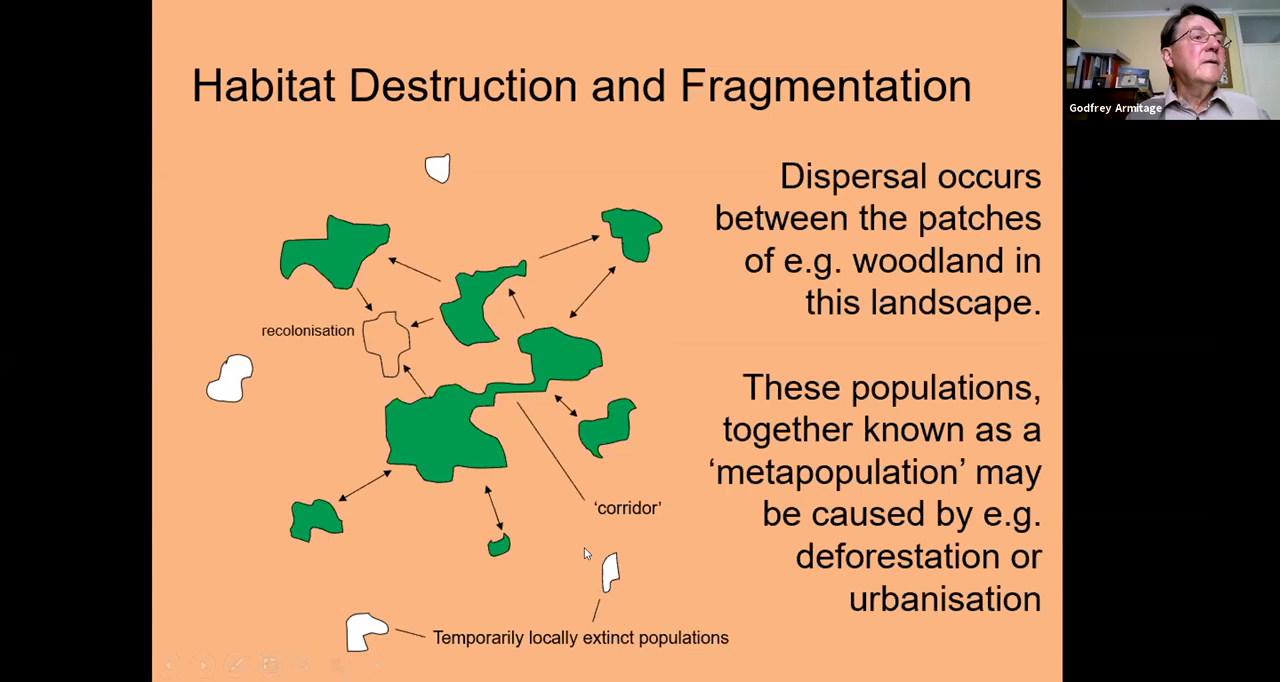 Habitat Destruction and Fragmentation
Godfrey Armitage
Dispersal occurs
between the patches
of e.g. woodland in
this landscape.
recolonisation
These populations,
together known as a
‘metapopulation’ may
be caused by e.g.
deforestation or
urbanisation
‘corridor’
Temporarily locally extinct populations